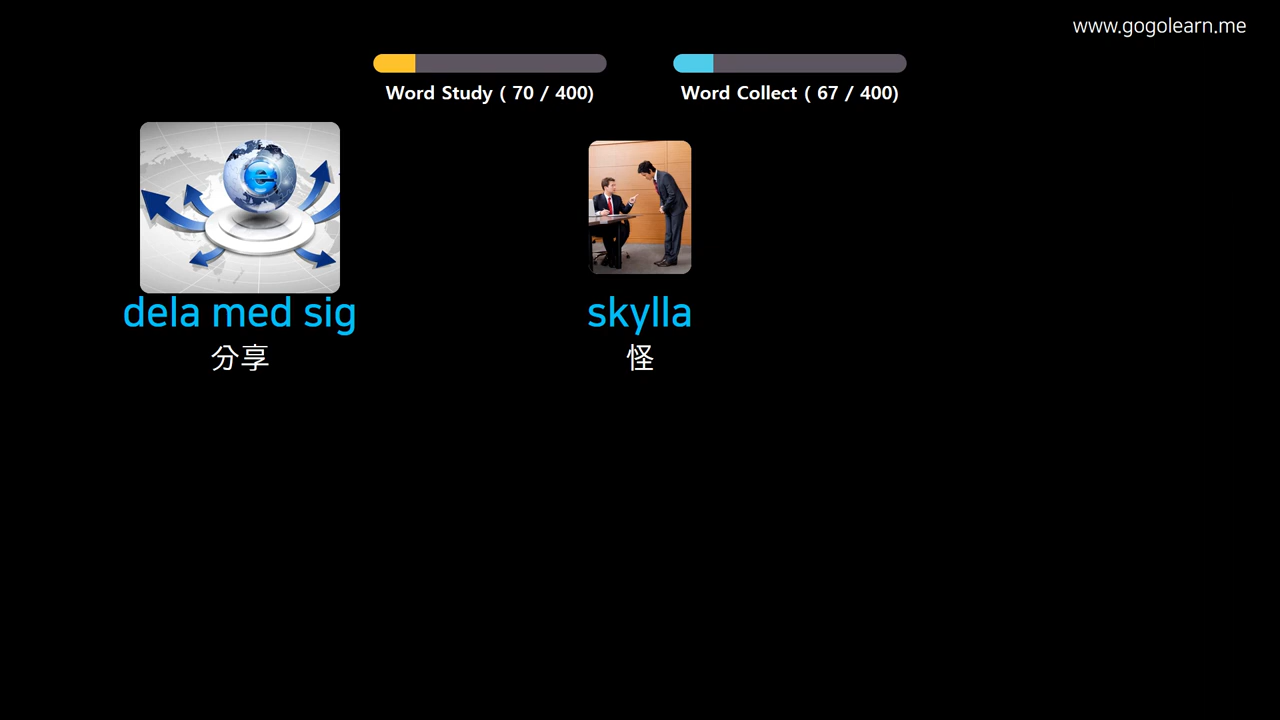 www.gogolearn.me
Word Study ( 70 / 400)
Word Collect ( 67 / 400)
e
dela med sig
skylla
分享
怪